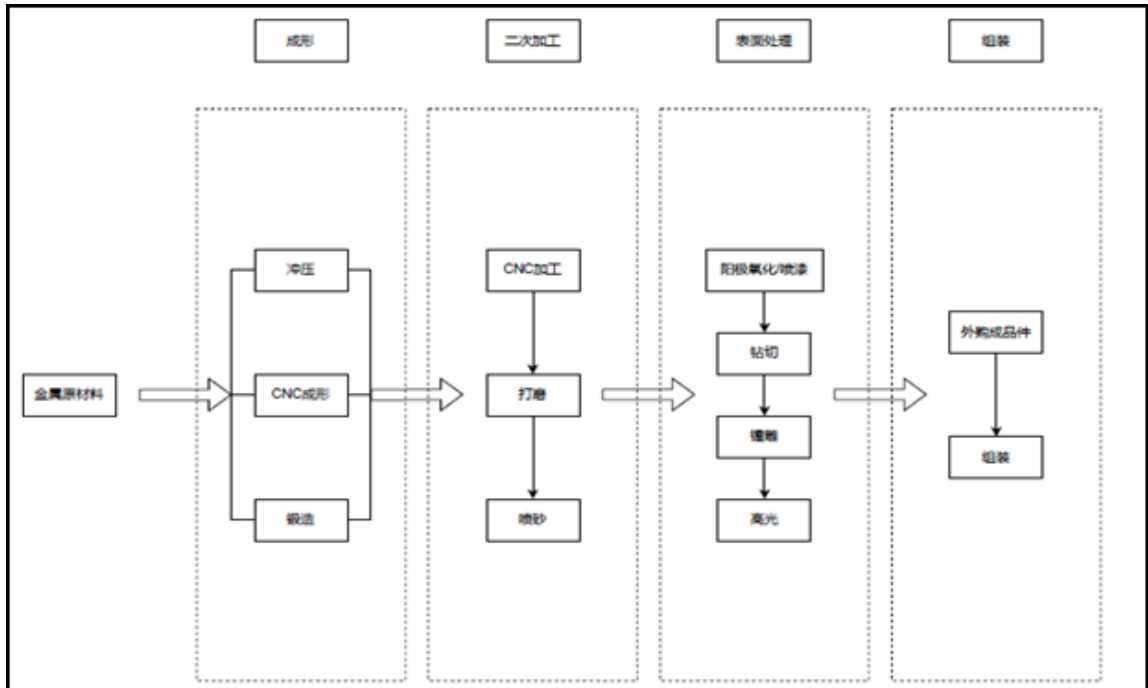 成形
二次加工
表面处理
组装
金属原材料
冲压
CNC成形
锻造
CNC加工
打磨
喷砂
阳极氧化/喷漆
钻切
镭雕
高光
外购成品件
组装